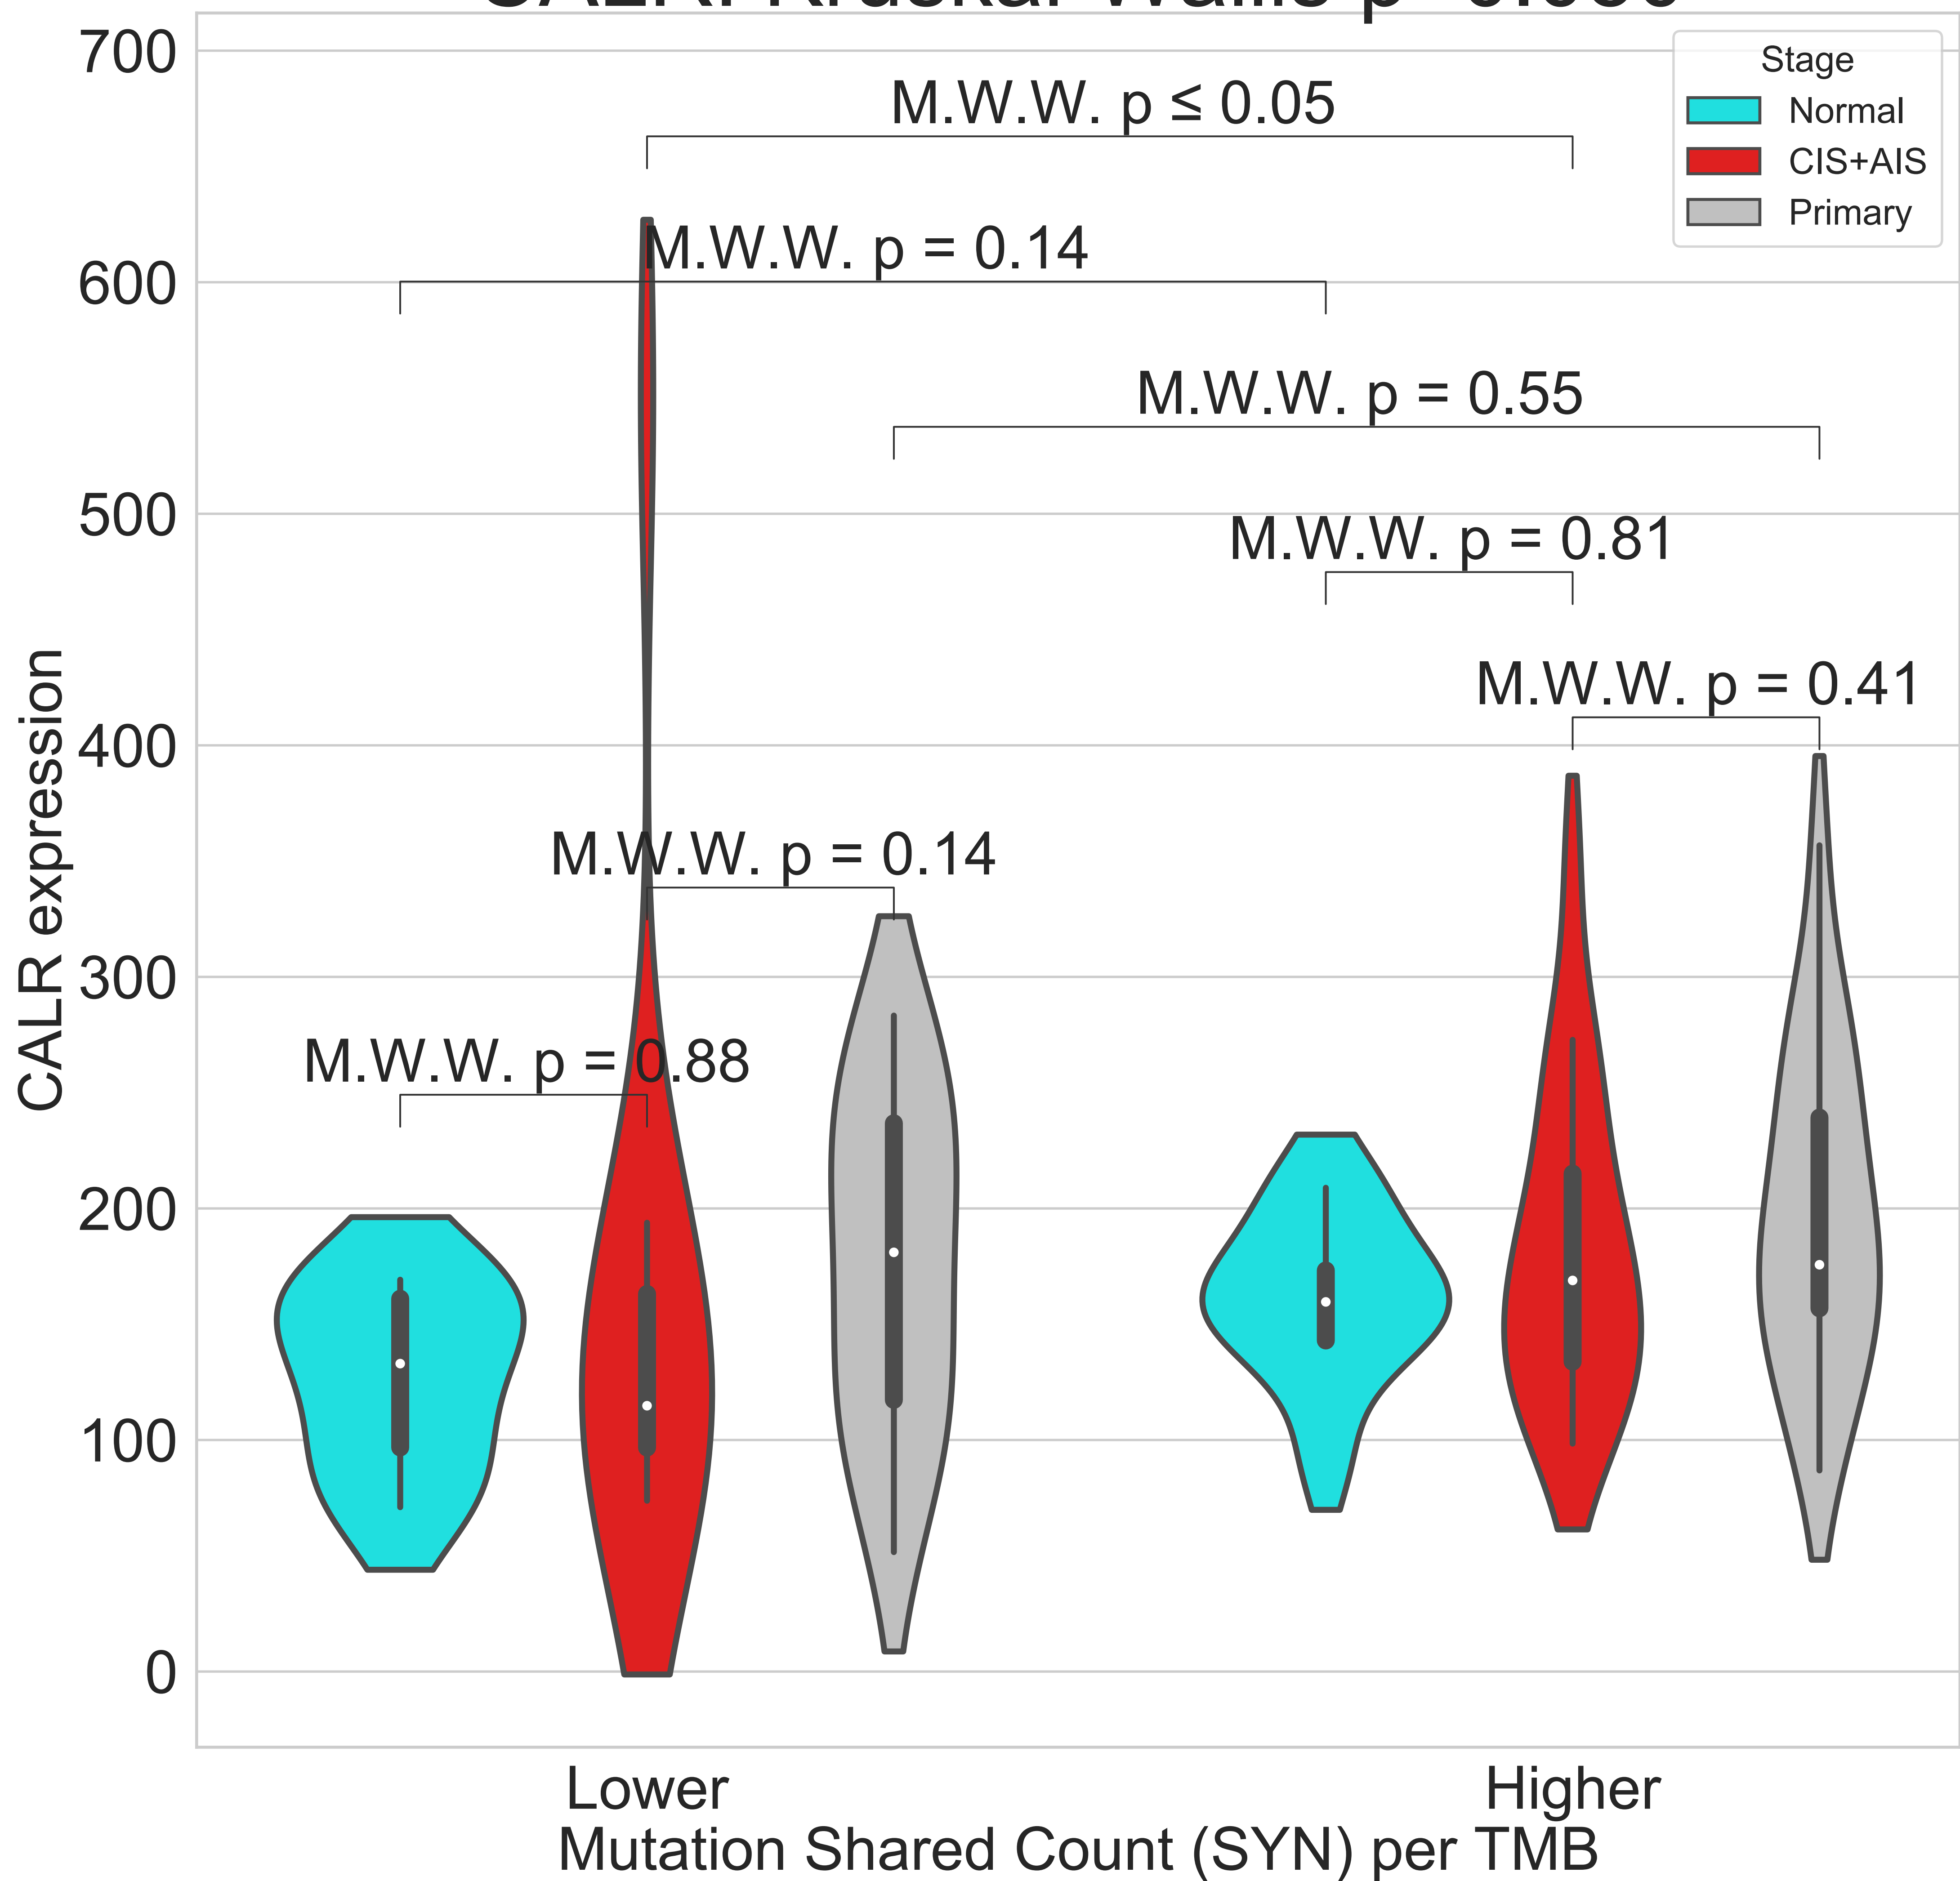 700
600
500
400
300
200
100
0
CALR expression
Stage
Normal
CIS+AIS
Primary
M.W.W. p ≤ 0.05
M.W.W. p = 0.14
M.W.W. p = 0.55
M.W.W. p = 0.81
M.W.W. p = 0.41
M.W.W. p = 0.14
M.W.W. p = 0.88
Lower
Higher
Mutation Shared Count (SYN) per TMB